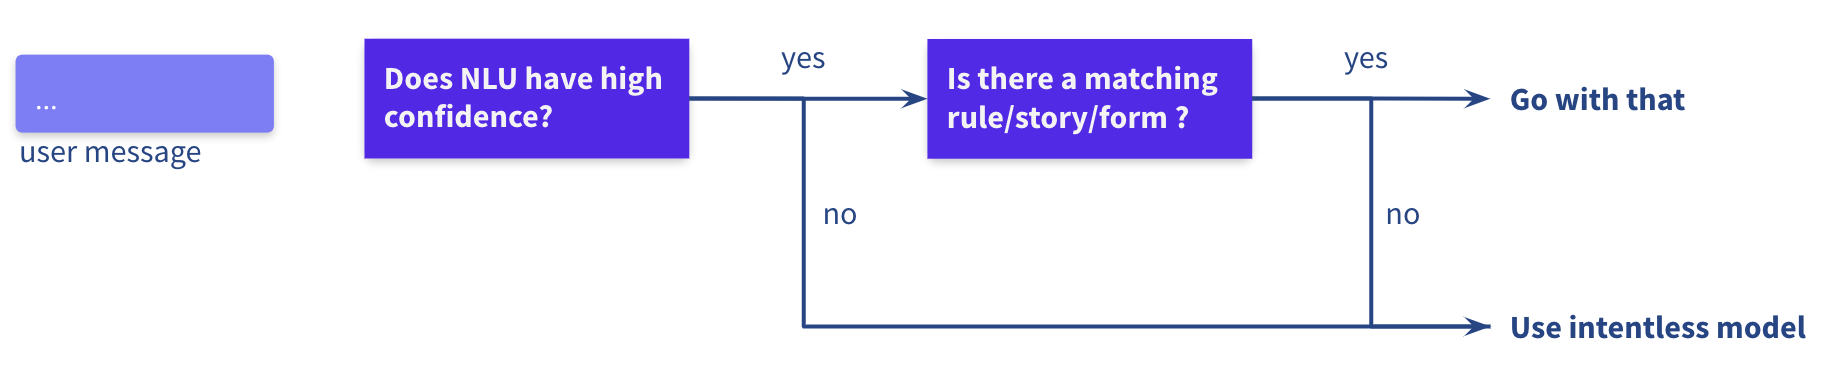 ...
user message
Does NLU have high
confidence?
yes
no
Is there a matching
rule/story/form ?
yes
no
Go with that
Use intentless model